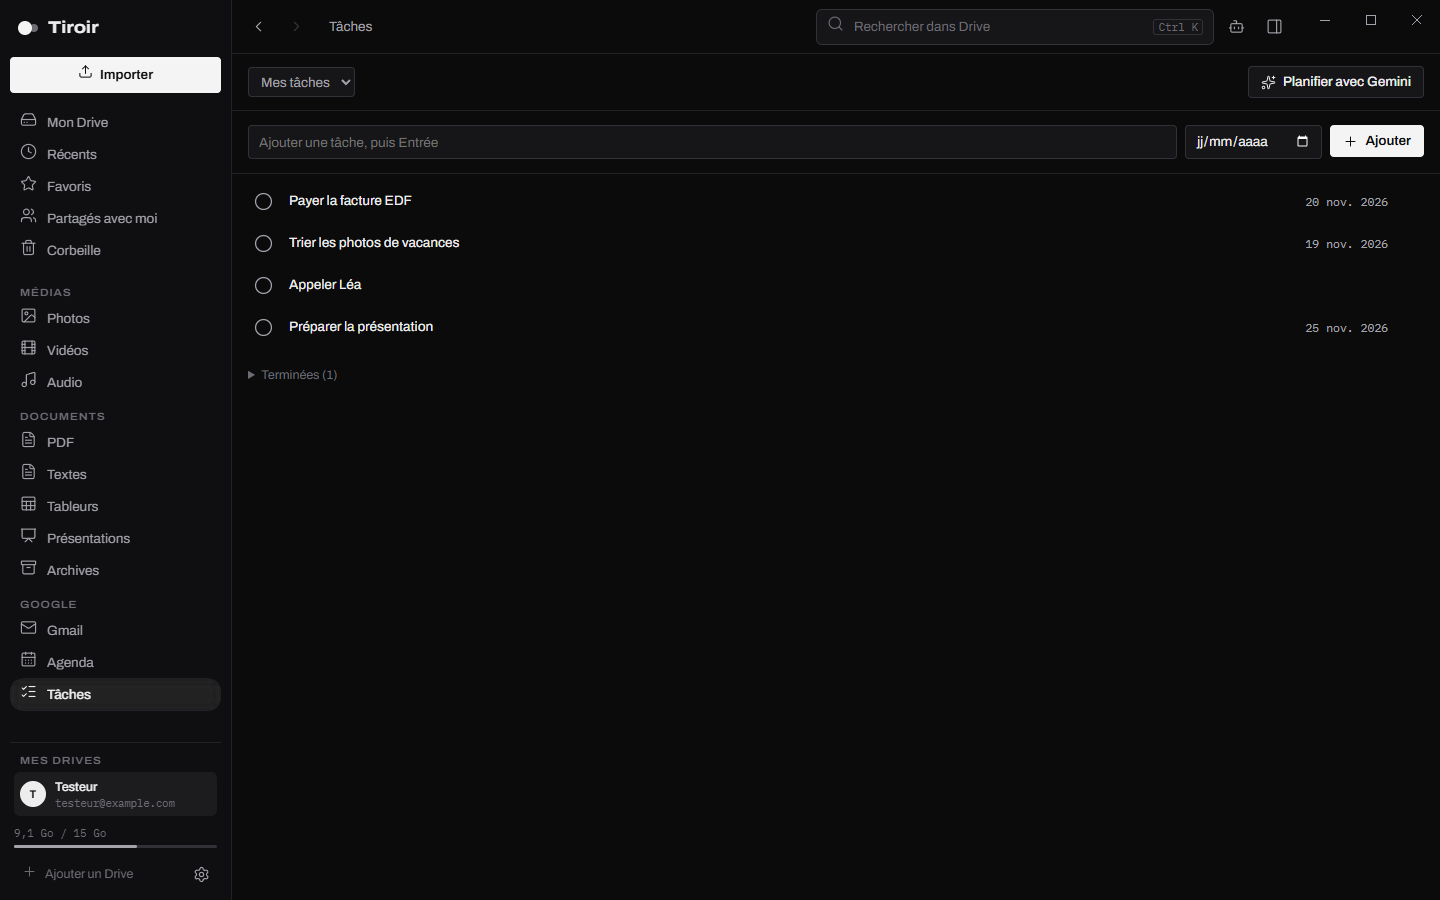 Tiroir
Importer
Mon Drive
Récents
Favoris
Partagés avec moi
Corbeille
MÉDIAS
Photos
Vidéos
Audio
DOCUMENTS
PDF
Textes
Tableurs
Présentations
Archives
GOOGLE
Gmail
Agenda
Tâches
MES DRIVES
T
Testeur
testeur@example.com
9,1 Go / 15 Go
Ajouter un Drive
Tâches
Rechercher dans Drive
Ctrl K
Mes tâches
Planifier avec Gemini
Ajouter une tâche, puis Entrée
jj/mm/aaaa
Ajouter
Payer la facture EDF 20 nov. 2026
Trier les photos de vacances 19 nov. 2026
Appeler Léa
Préparer la présentation 25 nov. 2026
Terminées (1)